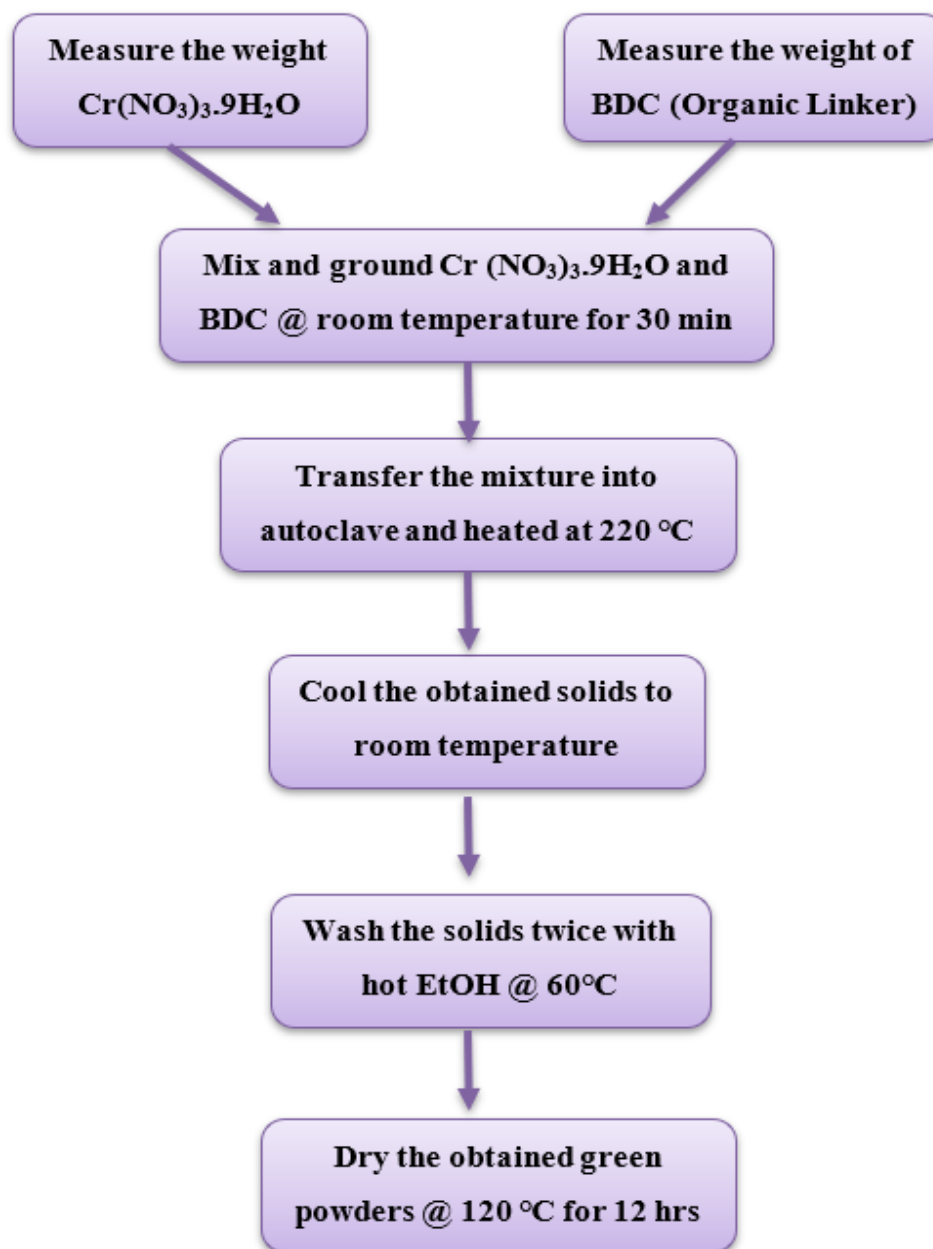 Measure the weight
Cr(NO₃)₃.9H₂O
Measure the weight of
BDC (Organic Linker)
Mix and ground Cr (NO₃)₃.9H₂O and
BDC @ room temperature for 30 min
Transfer the mixture into
autoclave and heated at 220 °C
Cool the obtained solids to
room temperature
Wash the solids twice with
hot EtOH @ 60°C
Dry the obtained green
powders @ 120 °C for 12 hrs